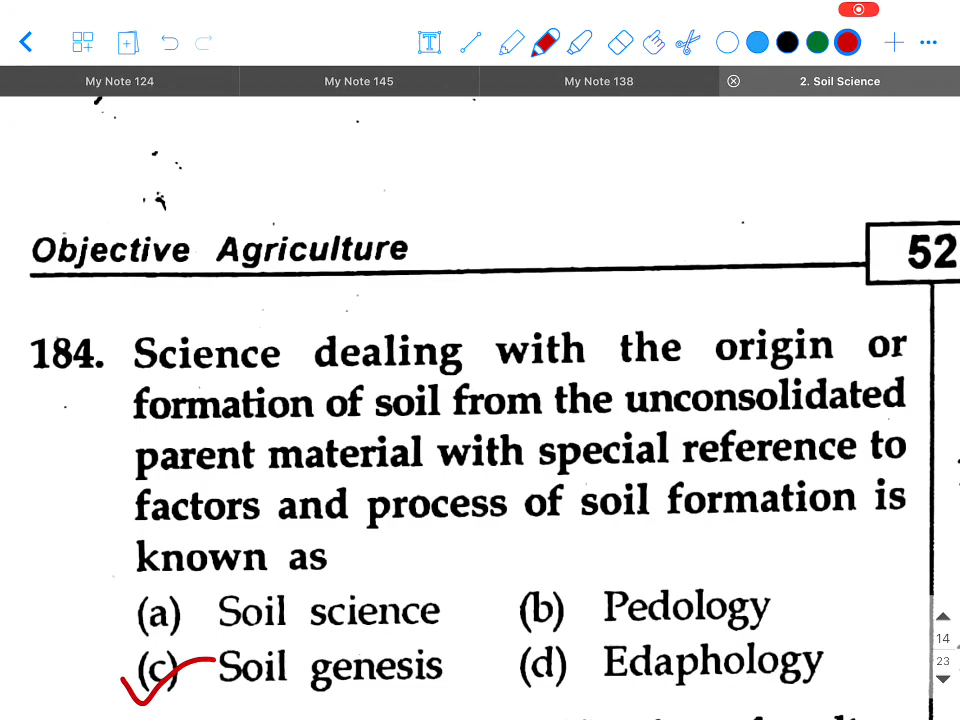 My Note 124 My Note 145 My Note 138 2. Soil Science
Objective Agriculture 52
184. Science dealing with the origin or
formation of soil from the unconsolidated
parent material with special reference to
factors and process of soil formation is
known as
(a) Soil science (b) Pedology
(c) Soil genesis (d) Edaphology
14
23